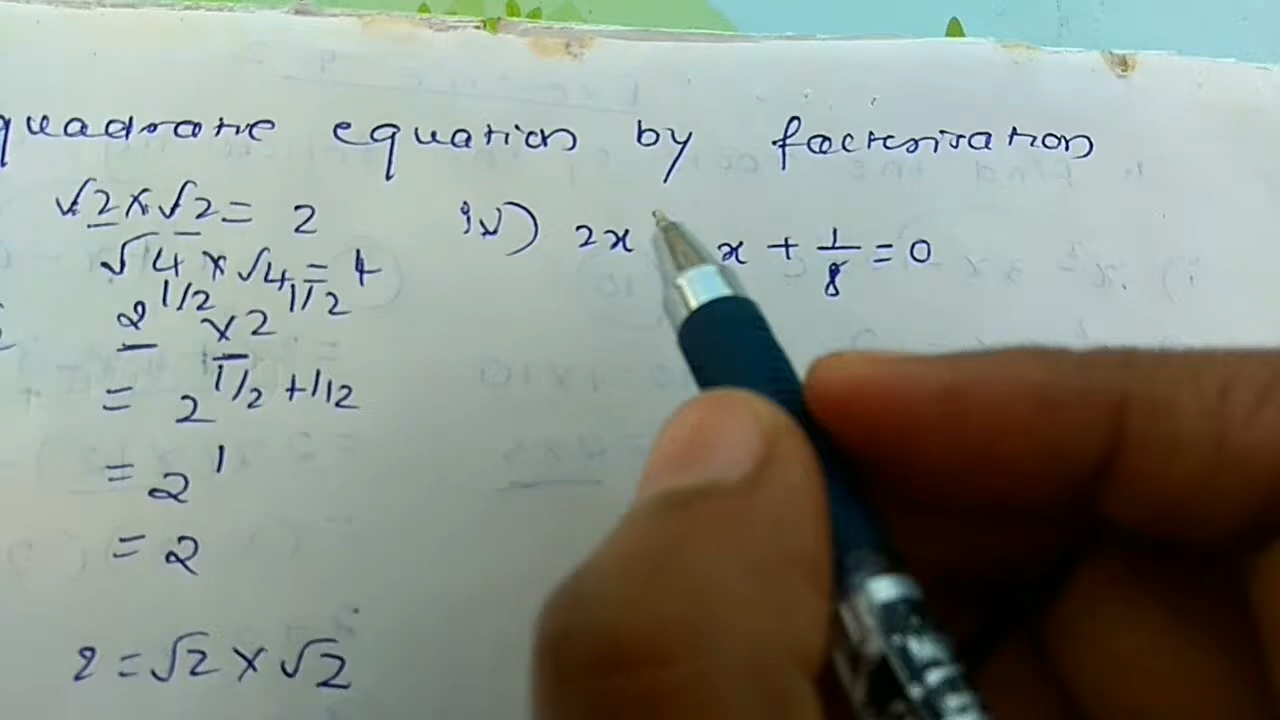 quadratic equation by factorisation
√2 × √2 = 2
√4 × √4 = 4
2^1/2 × 2^1/2
= 2^1/2 + 1/2
= 2^1
= 2
2 = √2 × √2
iv) 2x x + 1/8 = 0